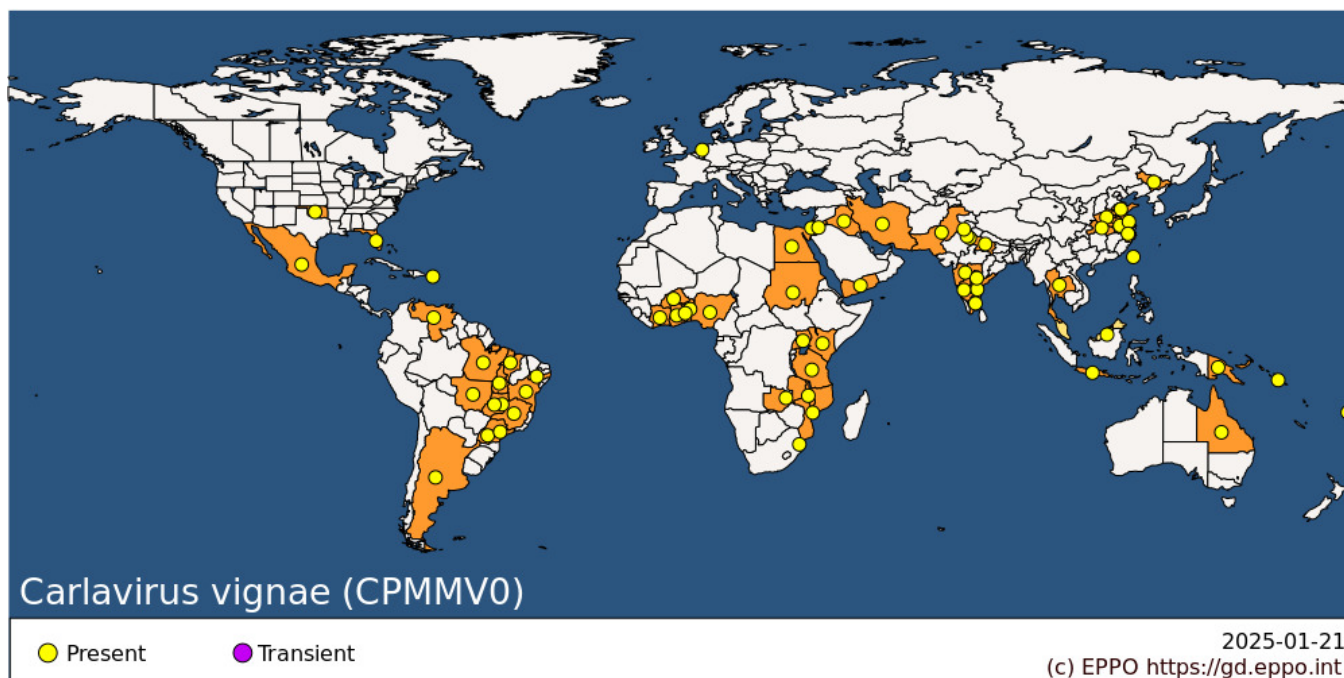 Carlavirus vignae (CPMMV0)
Present
Transient
2025-01-21
(c) EPPO https://gd.eppo.int